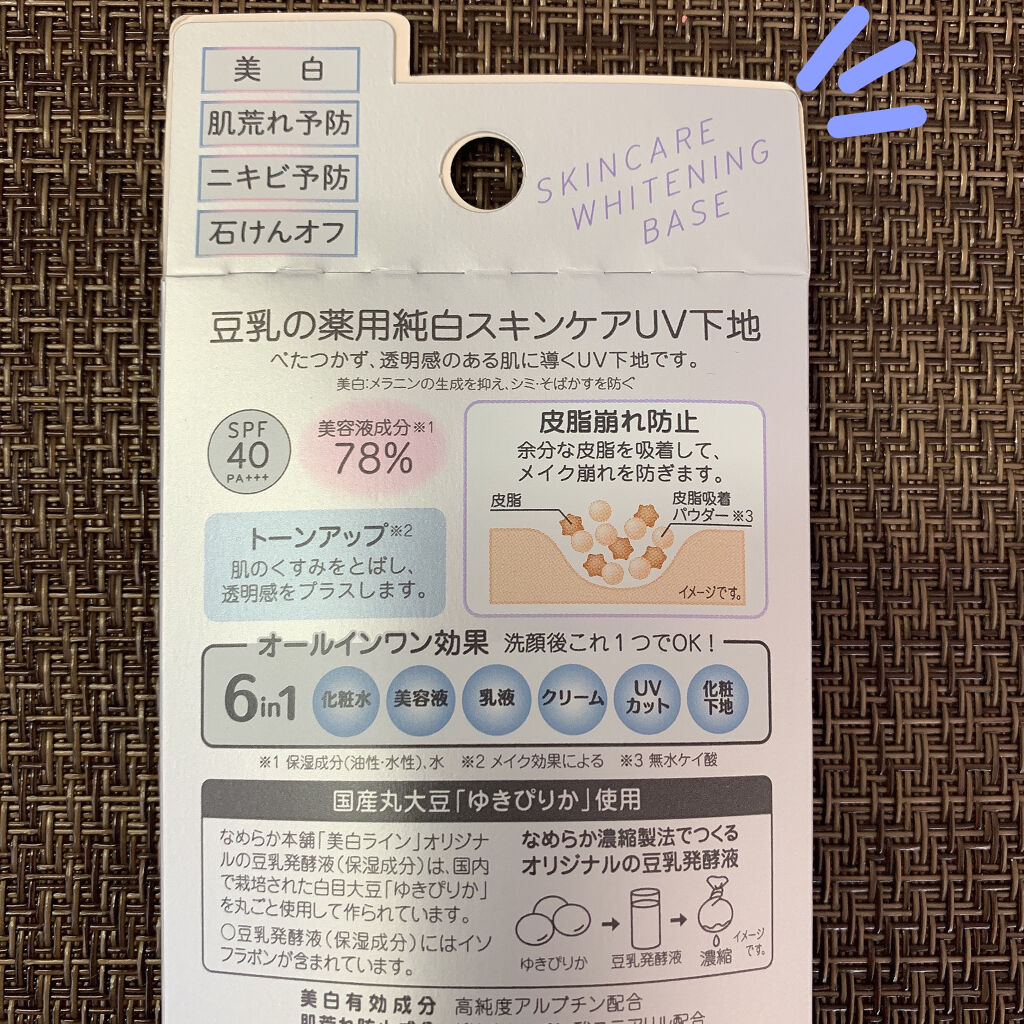 美 白
肌荒れ予防
ニキビ予防
石けんオフ
SKINCARE
WHITENING
BASE
豆乳の薬用純白スキンケアUV下地
べたつかず、透明感のある肌に導くUV下地です。
美白:メラニンの生成を抑え、シミ・そばかすを防ぐ
SPF
40
PA+++
美容液成分※1
78%
皮脂崩れ防止
余分な皮脂を吸着して、
メイク崩れを防ぎます。
皮脂
皮脂吸着
パウダー※3
イメージです。
トーンアップ※2
肌のくすみをとばし、
透明感をプラスします。
オールインワン効果 洗顔後これ1つでOK!
6in1
化粧水
美容液
乳液
クリーム
UV
カット
化粧
下地
※1 保湿成分(油性・水性)、水 ※2 メイク効果による ※3 無水ケイ酸
国産丸大豆「ゆきぴりか」使用
なめらか本舗「美白ライン」オリジナ
ルの豆乳発酵液(保湿成分)は、国内
で栽培された白目大豆「ゆきぴりか」
を丸ごと使用して作られています。
○豆乳発酵液(保湿成分)にはイソ
フラボンが含まれています。
なめらか濃縮製法でつくる
オリジナルの豆乳発酵液
ゆきぴりか
豆乳発酵液
濃縮
イメージ
です。
美白有効成分 高純度アルブチン配合